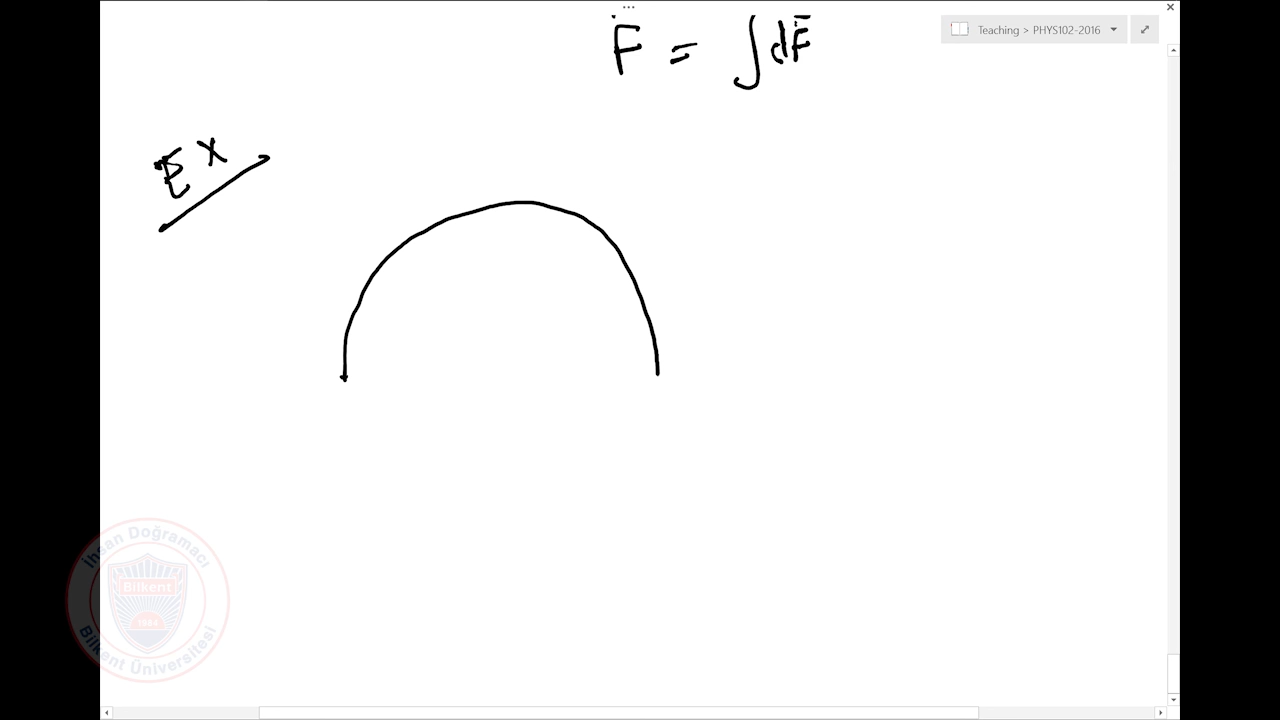 Teaching > PHYS102-2016
F̄ = ∫dF̄
Ex
İhsan Doğramacı
Bilkent
1984
Bilkent Üniversitesi